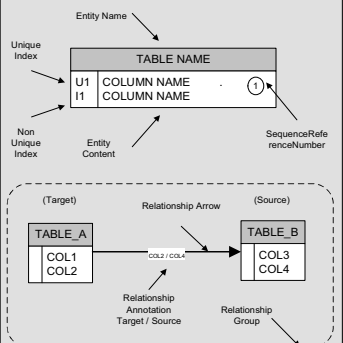 Entity Name
Unique
Index
TABLE NAME
U1 COLUMN NAME
I1 COLUMN NAME
1
Non
Unique
Index
Entity
Content
SequenceRefe
renceNumber
(Target)
Relationship Arrow
(Source)
TABLE_A
COL1
COL2
COL2 / COL4
TABLE_B
COL3
COL4
Relationship
Annotation
Target / Source
Relationship
Group